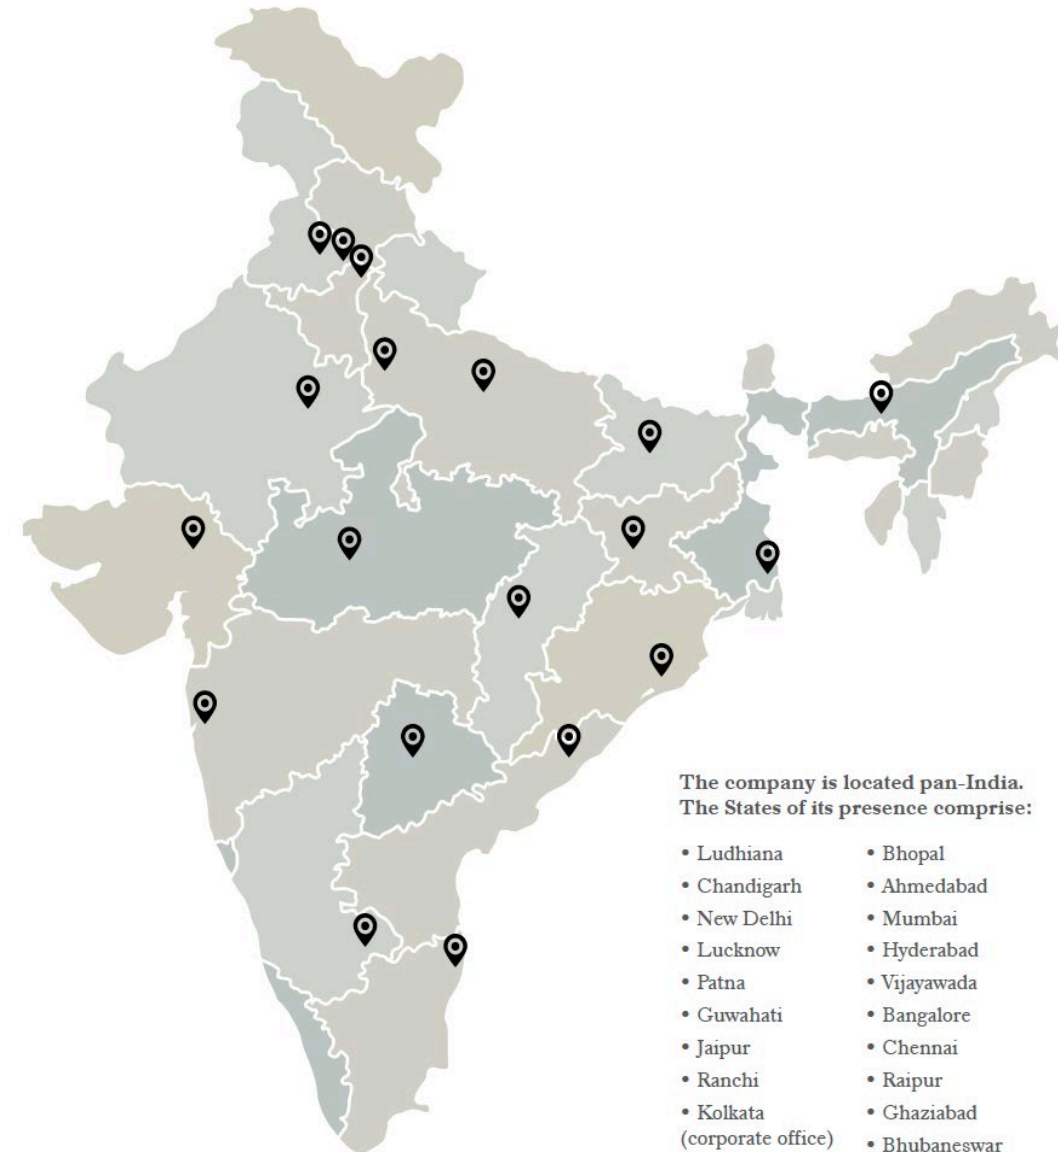 The company is located pan-India.
The States of its presence comprise:
• Ludhiana
• Chandigarh
• New Delhi
• Lucknow
• Patna
• Guwahati
• Jaipur
• Ranchi
• Kolkata
(corporate office)
• Bhopal
• Ahmedabad
• Mumbai
• Hyderabad
• Vijayawada
• Bangalore
• Chennai
• Raipur
• Ghaziabad
• Bhubaneswar